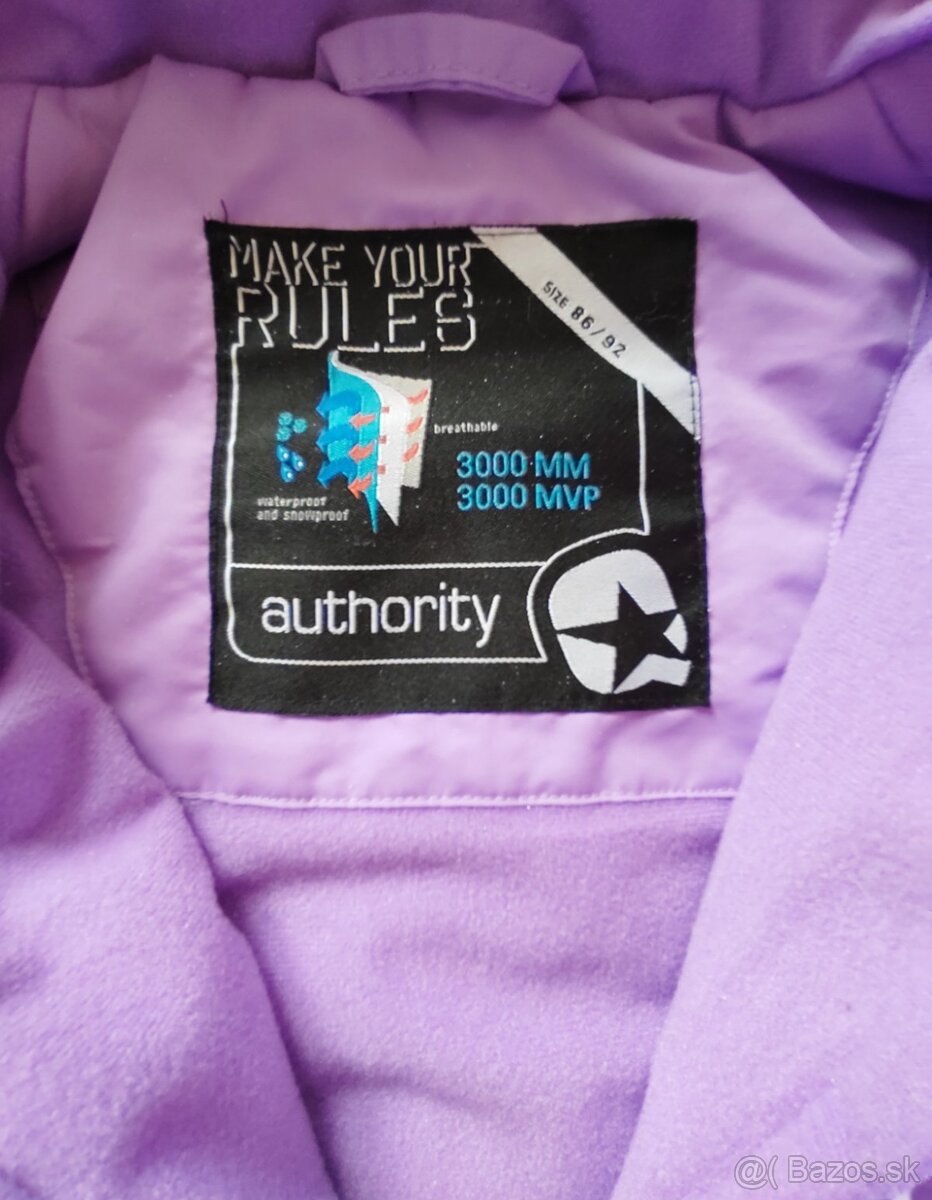 MAKE YOUR
RULES
SIZE 86/92
breathable
3000 MM
3000 MVP
waterproof
and snowproof
authority
@( Bazos.sk